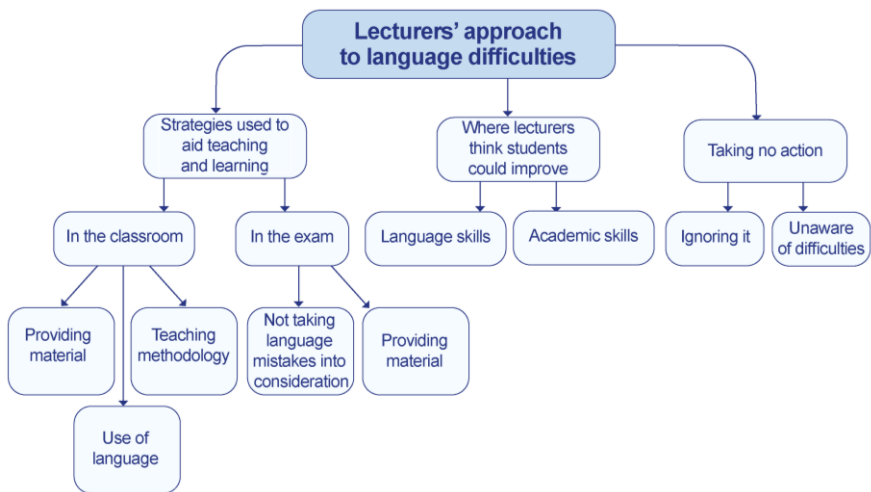 Lecturers’ approach
to language difficulties
Strategies used to
aid teaching
and learning
Where lecturers
think students
could improve
Taking no action
In the classroom
In the exam
Language skills
Academic skills
Ignoring it
Unaware
of difficulties
Providing
material
Teaching
methodology
Not taking
language
mistakes into
consideration
Providing
material
Use of
language